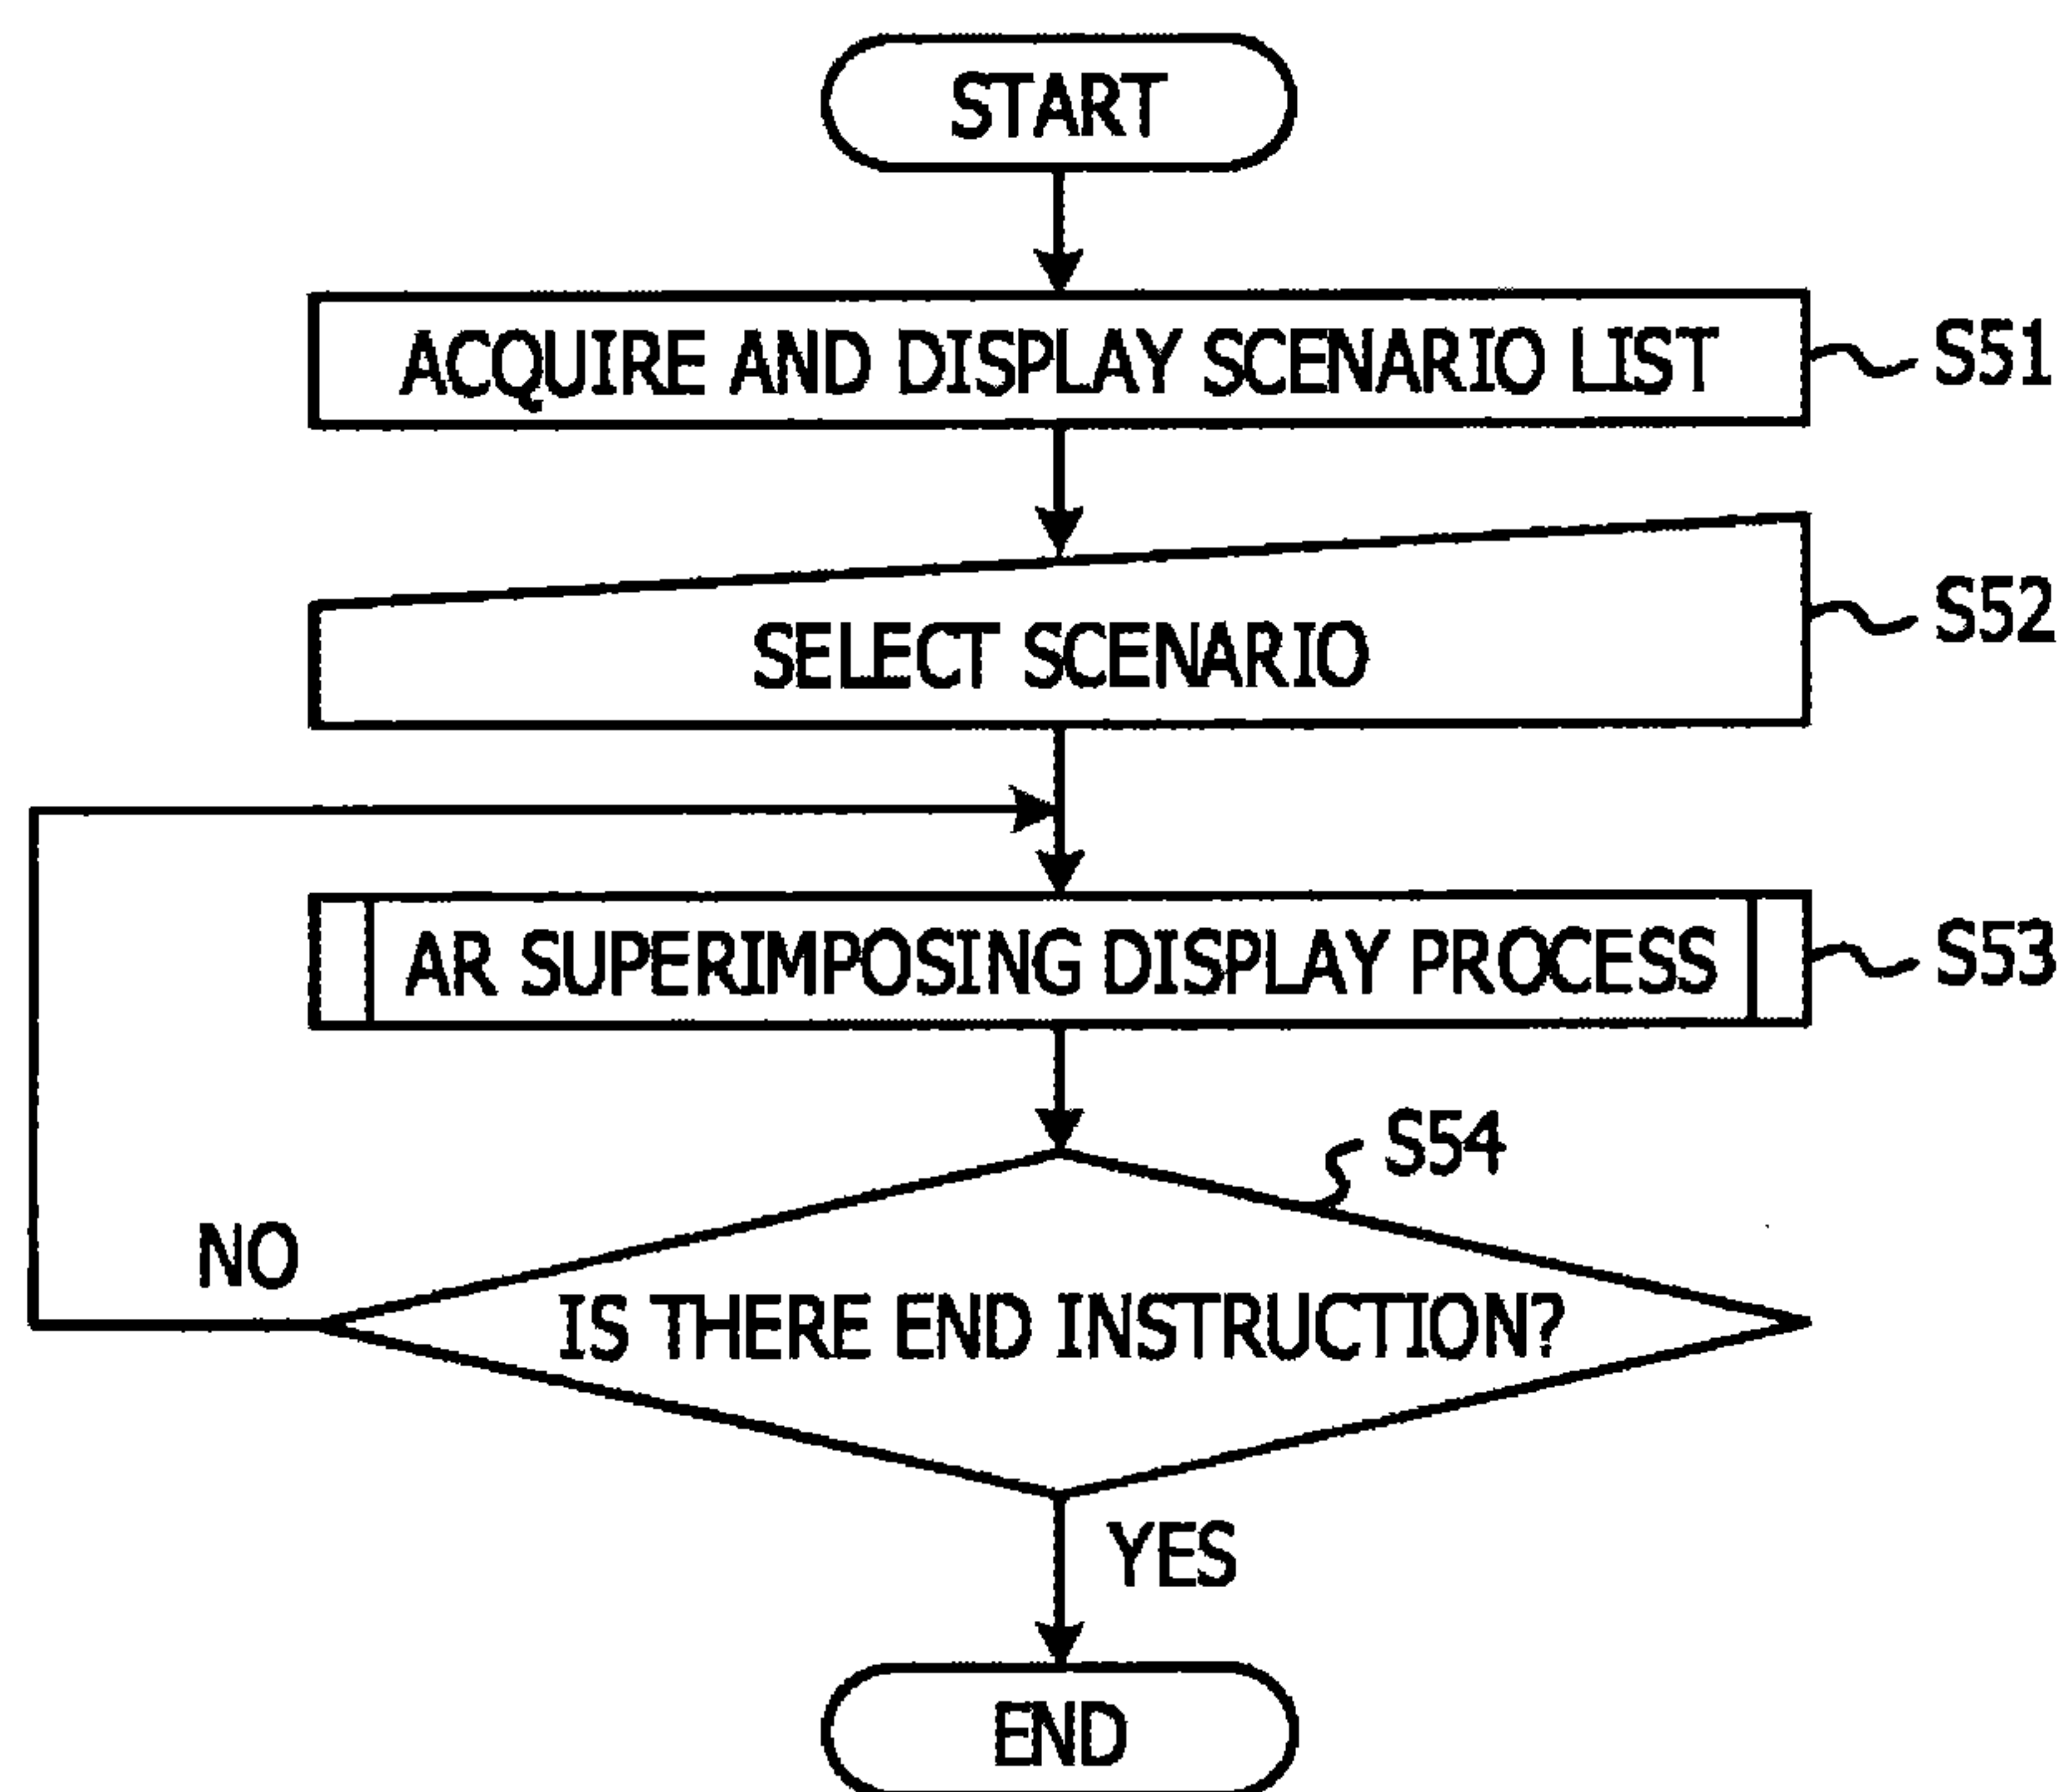 START
ACQUIRE AND DISPLAY SCENARIO LIST
S51
SELECT SCENARIO
S52
AR SUPERIMPOSING DISPLAY PROCESS
S53
S54
NO
IS THERE END INSTRUCTION?
YES
END